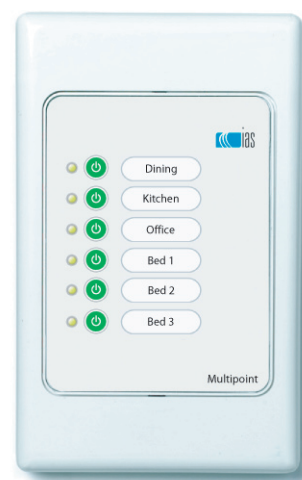 ias
Dining
Kitchen
Office
Bed 1
Bed 2
Bed 3
Multipoint